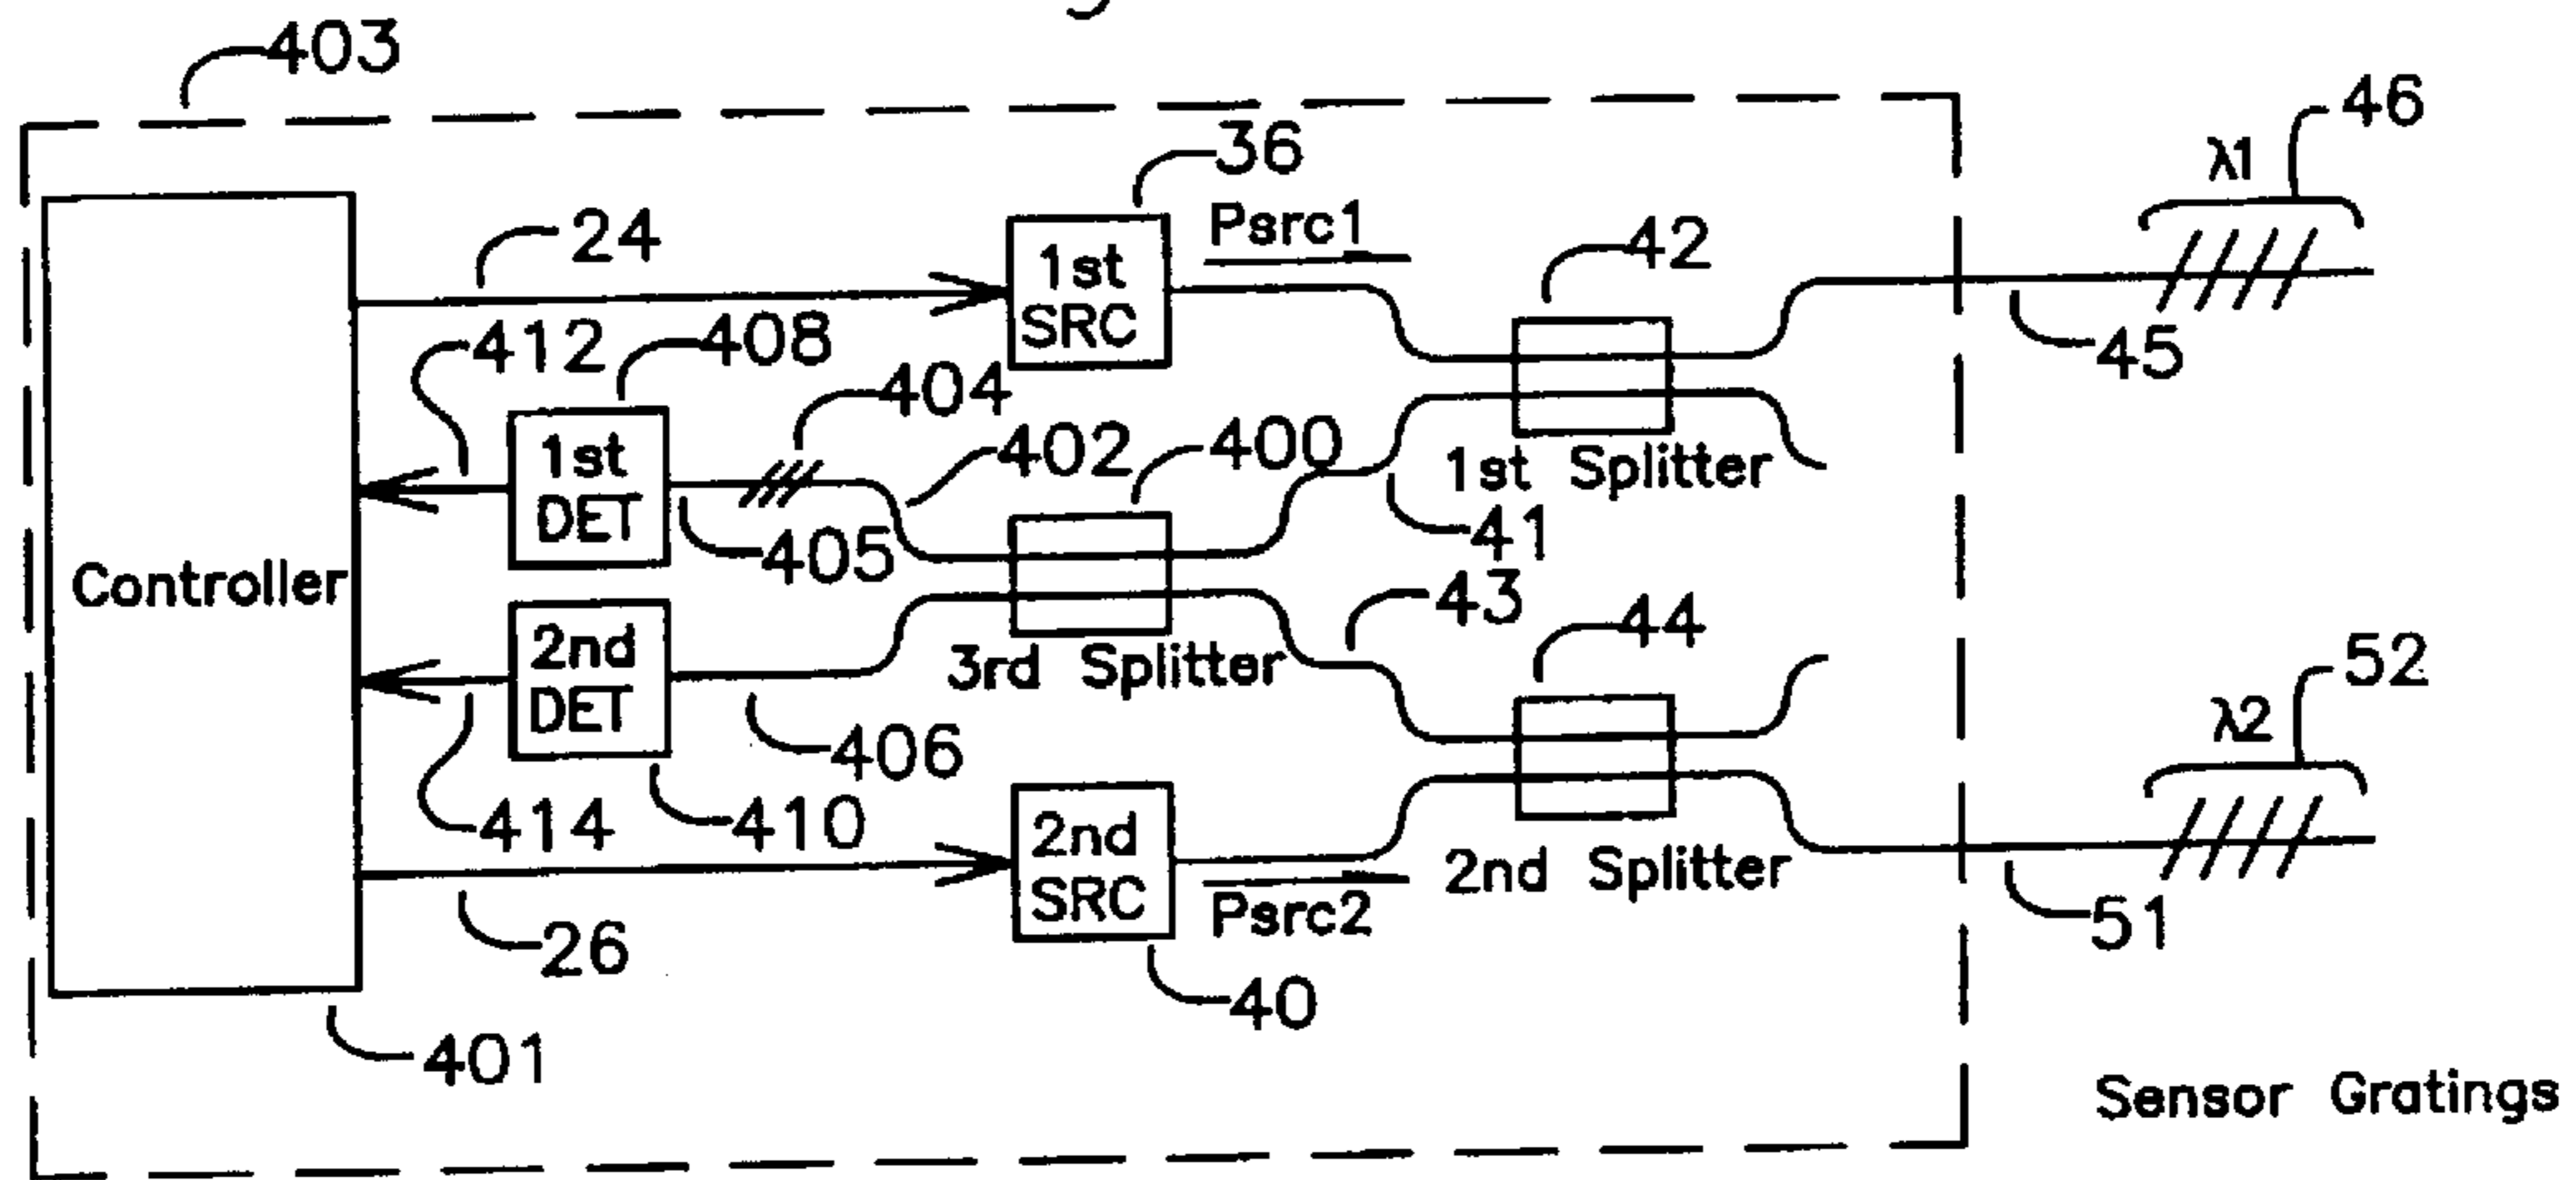 403
46
λ1
36
Psrc1
24
42
1st
SRC
412
408
404
45
402
400
1st
DET
1st Splitter
405
41
Controller
43
44
2nd
DET
3rd Splitter
52
λ2
406
414
410
2nd
SRC
2nd Splitter
Psrc2
51
26
40
401
Sensor Gratings